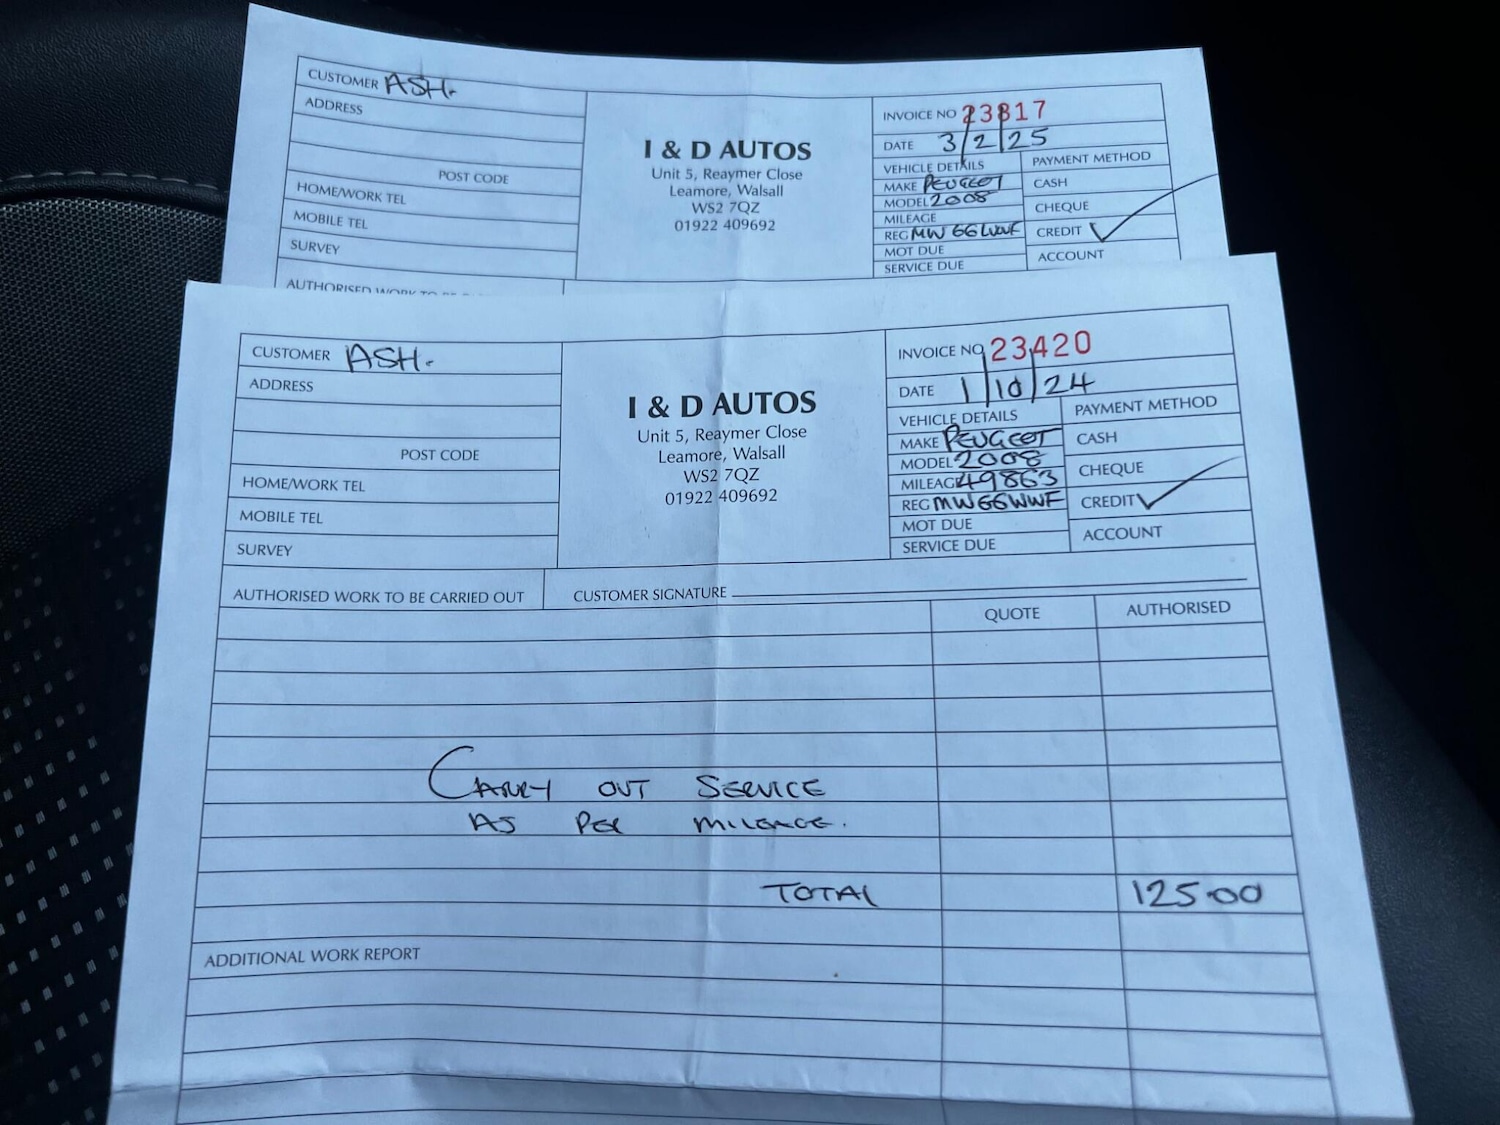 CUSTOMER ASH.
ADDRESS
POST CODE
HOME/WORK TEL
MOBILE TEL
SURVEY
I & D AUTOS
Unit 5, Reaymer Close
Leamore, Walsall
WS2 7QZ
01922 409692
INVOICE NO 23817
DATE 3/2/25
VEHICLE DETAILS
MAKE PEUGEOT
MODEL 2008
MILEAGE
REG MW66WWF
MOT DUE
SERVICE DUE
PAYMENT METHOD
CASH
CHEQUE
CREDIT ✓
ACCOUNT
AUTHORISED WORK TO BE
CUSTOMER ASH.
ADDRESS
POST CODE
HOME/WORK TEL
MOBILE TEL
SURVEY
I & D AUTOS
Unit 5, Reaymer Close
Leamore, Walsall
WS2 7QZ
01922 409692
INVOICE NO 23420
DATE 1/10/24
VEHICLE DETAILS
MAKE PEUGEOT
MODEL 2008
MILEAGE 49863
REG MW66WWF
MOT DUE
SERVICE DUE
PAYMENT METHOD
CASH
CHEQUE
CREDIT ✓
ACCOUNT
AUTHORISED WORK TO BE CARRIED OUT CUSTOMER SIGNATURE
QUOTE AUTHORISED
CARRY OUT SERVICE
AS PER MILEAGE.
TOTAL 125.00
ADDITIONAL WORK REPORT